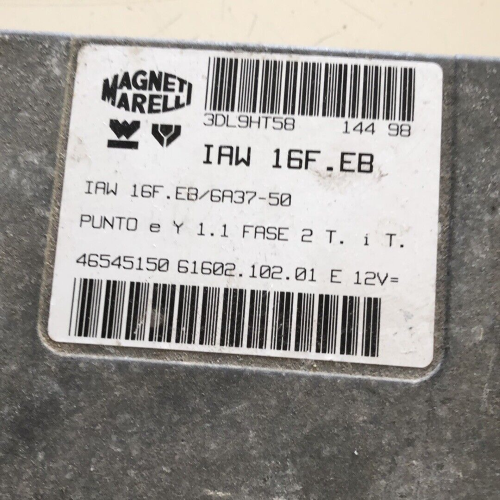 MAGNETI
MARELLI
3DL9HT58 144 98
IAW 16F.EB
IAW 16F.EB/6A37-50
PUNTO e Y 1.1 FASE 2 T. i T.
46545150 61602.102.01 E 12V=